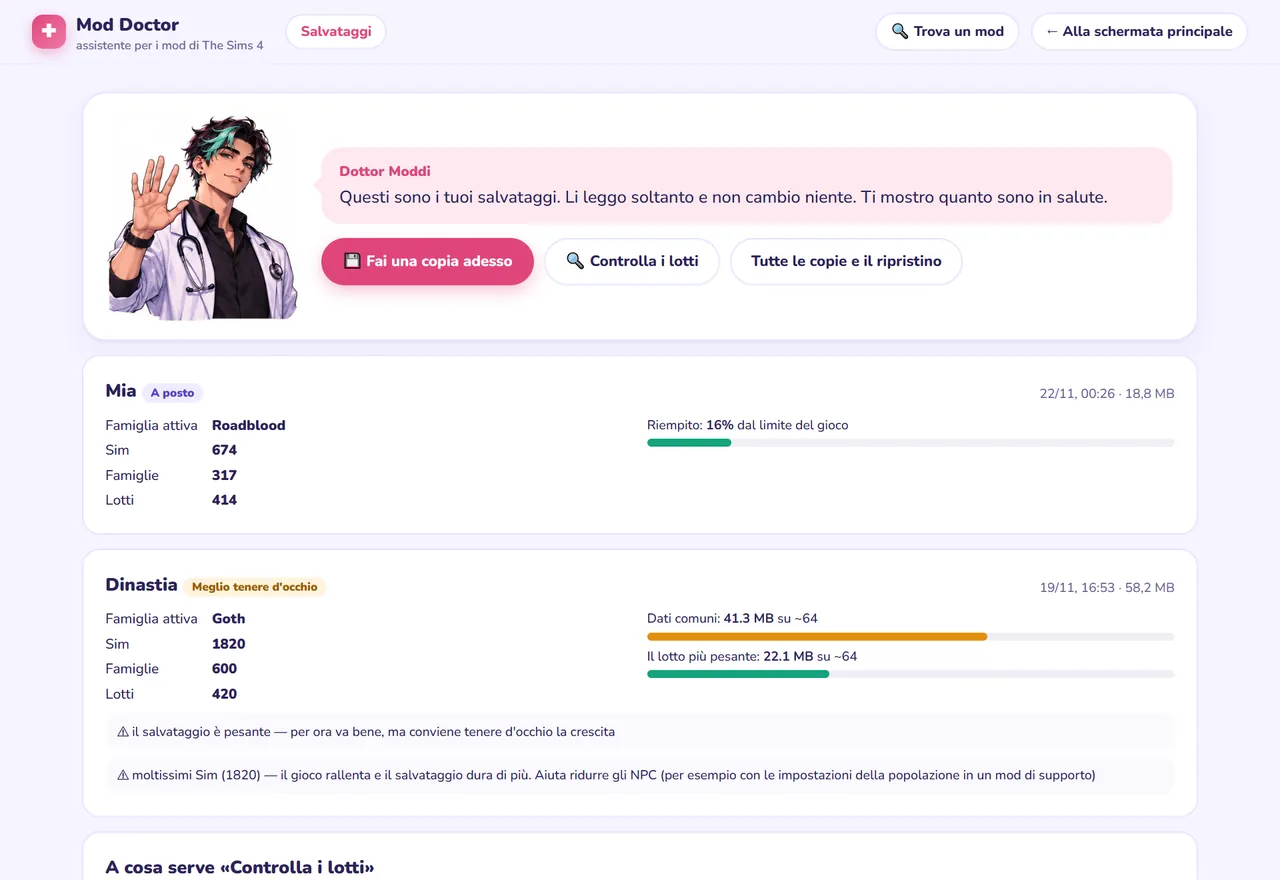 Mod Doctor
assistente per i mod di The Sims 4
Salvataggi
🔍 Trova un mod
← Alla schermata principale
Dottor Moddi
Questi sono i tuoi salvataggi. Li leggo soltanto e non cambio niente. Ti mostro quanto sono in salute.
💾 Fai una copia adesso
🔍 Controlla i lotti
Tutte le copie e il ripristino
Mia A posto
22/11, 00:26 · 18,8 MB
Famiglia attiva Roadblood
Sim 674
Famiglie 317
Lotti 414
Riempito: 16% dal limite del gioco
Dinastia Meglio tenere d'occhio
19/11, 16:53 · 58,2 MB
Famiglia attiva Goth
Sim 1820
Famiglie 600
Lotti 420
Dati comuni: 41.3 MB su ~64
Il lotto più pesante: 22.1 MB su ~64
⚠ il salvataggio è pesante — per ora va bene, ma conviene tenere d'occhio la crescita
⚠ moltissimi Sim (1820) — il gioco rallenta e il salvataggio dura di più. Aiuta ridurre gli NPC (per esempio con le impostazioni della popolazione in un mod di supporto)
A cosa serve «Controlla i lotti»